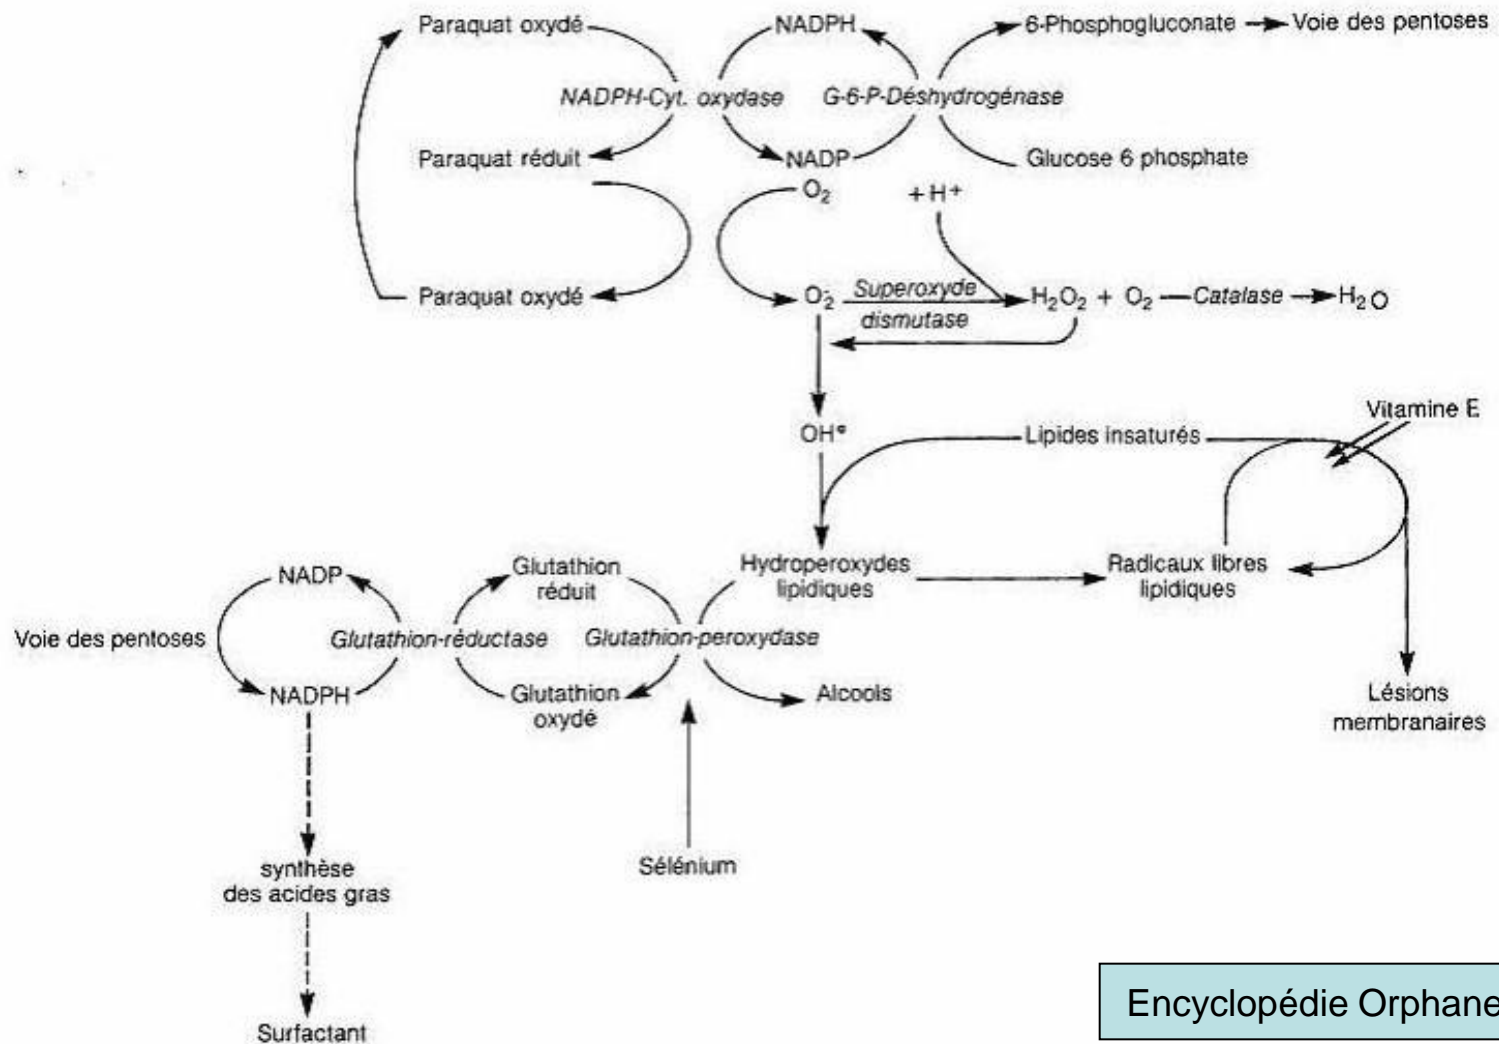 Paraquat oxydé NADPH 6-Phosphogluconate Voie des pentoses
NADPH-Cyt. oxydase G-6-P-Déshydrogénase
Paraquat réduit NADP Glucose 6 phosphate
O₂ + H⁺
Paraquat oxydé O₂⁻ Superoxyde dismutase H₂O₂ + O₂ Catalase H₂O
Vitamine E
OH• Lipides insaturés
Hydroperoxydes
lipidiques
Radicaux libres
lipidiques
Glutathion
réduit
NADP
Voie des pentoses Glutathion-réductase Glutathion-peroxydase
NADPH
Glutathion
oxydé
Alcools
Lésions
membranaires
Sélénium
synthèse
des acides gras
Surfactant
Encyclopédie Orphane